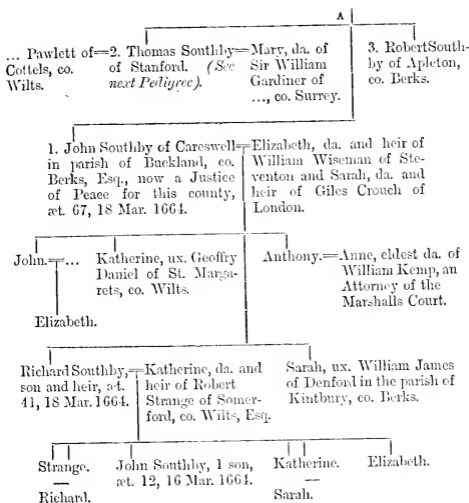 A
... Pawlett of=2. Thomas Southby=Mary, da. of 3. Robert South-
Cottels, co. of Stanford. (See Sir William by of Apleton,
Wilts. next Pedigree). Gardiner of co. Berks.
..., co. Surrey.
1. John Southby of Careswell=Elizabeth, da. and heir of
in parish of Buckland, co. William Wiseman of Ste-
Berks, Esq., now a Justice venton and Sarah, da. and
of Peace for this county, heir of Giles Crouch of
æt. 67, 18 Mar. 1664. London.
John.=... Katherine, ux. Geoffry Anthony.=Anne, eldest da. of
Daniel of St. Marga- William Kemp, an
rets, co. Wilts. Attorney of the
Elizabeth. Marshalls Court.
Richard Southby,=Katherine, da. and Sarah, ux. William James
son and heir, æt. heir of Robert of Denford in the parish of
41, 18 Mar. 1664. Strange of Somer- Kintbury, co. Berks.
ford, co. Wilts, Esq.
Strange. John Southby, 1 son, Katherine. Elizabeth.
— æt. 12, 16 Mar. 1664. —
Richard. Sarah.